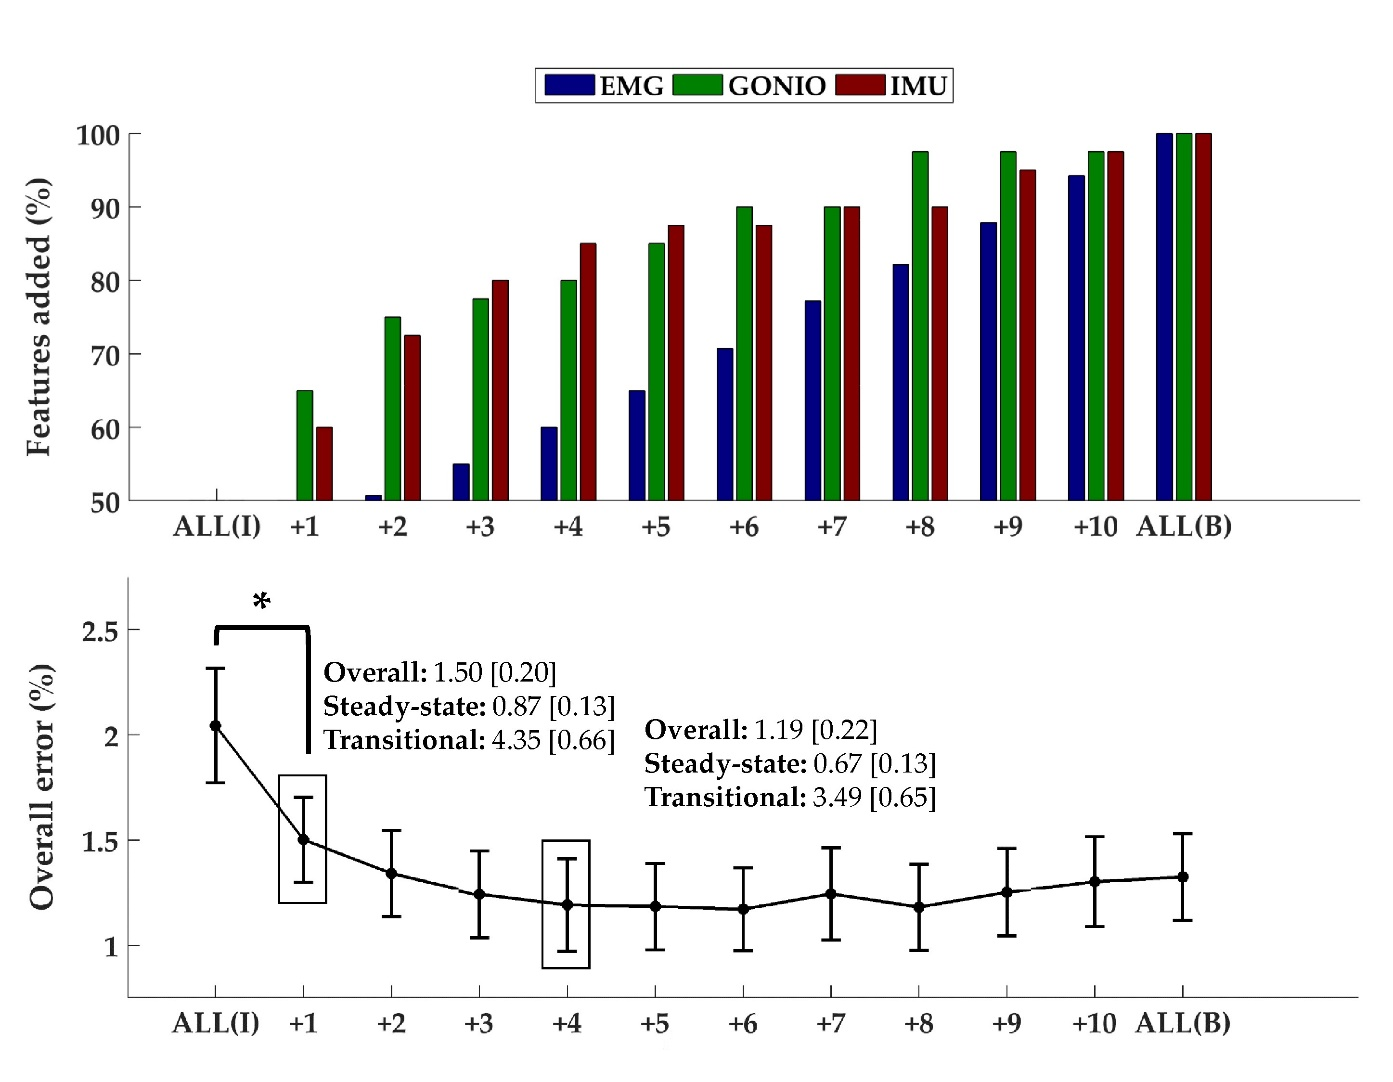 EMG GONIO IMU
Features added (%)
100
90
80
70
60
50
ALL(I) +1 +2 +3 +4 +5 +6 +7 +8 +9 +10 ALL(B)
Overall error (%)
2.5
2
1.5
1
*
Overall: 1.50 [0.20]
Steady-state: 0.87 [0.13]
Transitional: 4.35 [0.66]
Overall: 1.19 [0.22]
Steady-state: 0.67 [0.13]
Transitional: 3.49 [0.65]
ALL(I) +1 +2 +3 +4 +5 +6 +7 +8 +9 +10 ALL(B)